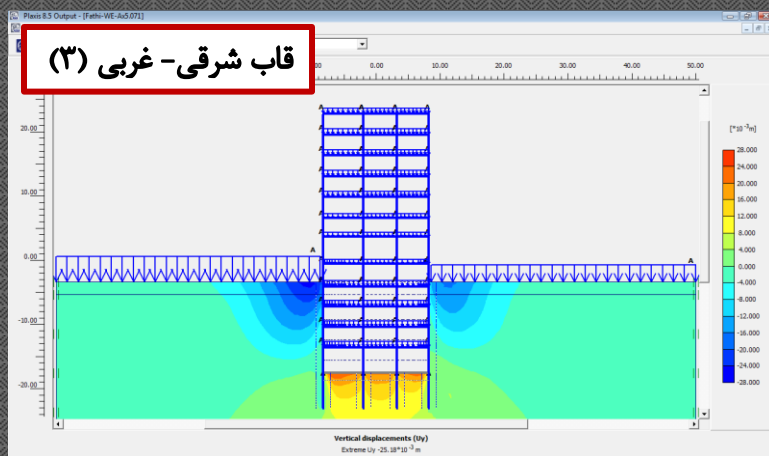 Plaxis 8.5 Output - [Fathi-WE-Ax5.071]
قاب شرقی- غربی (۳)
0.00 10.00 20.00 30.00 40.00 50.00
20.00
10.00
0.00
-10.00
-20.00
A A A A
A
A
[*10⁻³m]
28.000
24.000
20.000
16.000
12.000
8.000
4.000
0.000
-4.000
-8.000
-12.000
-16.000
-20.000
-24.000
-28.000
Vertical displacements (Uy)
Extreme Uy -25.18*10⁻³ m